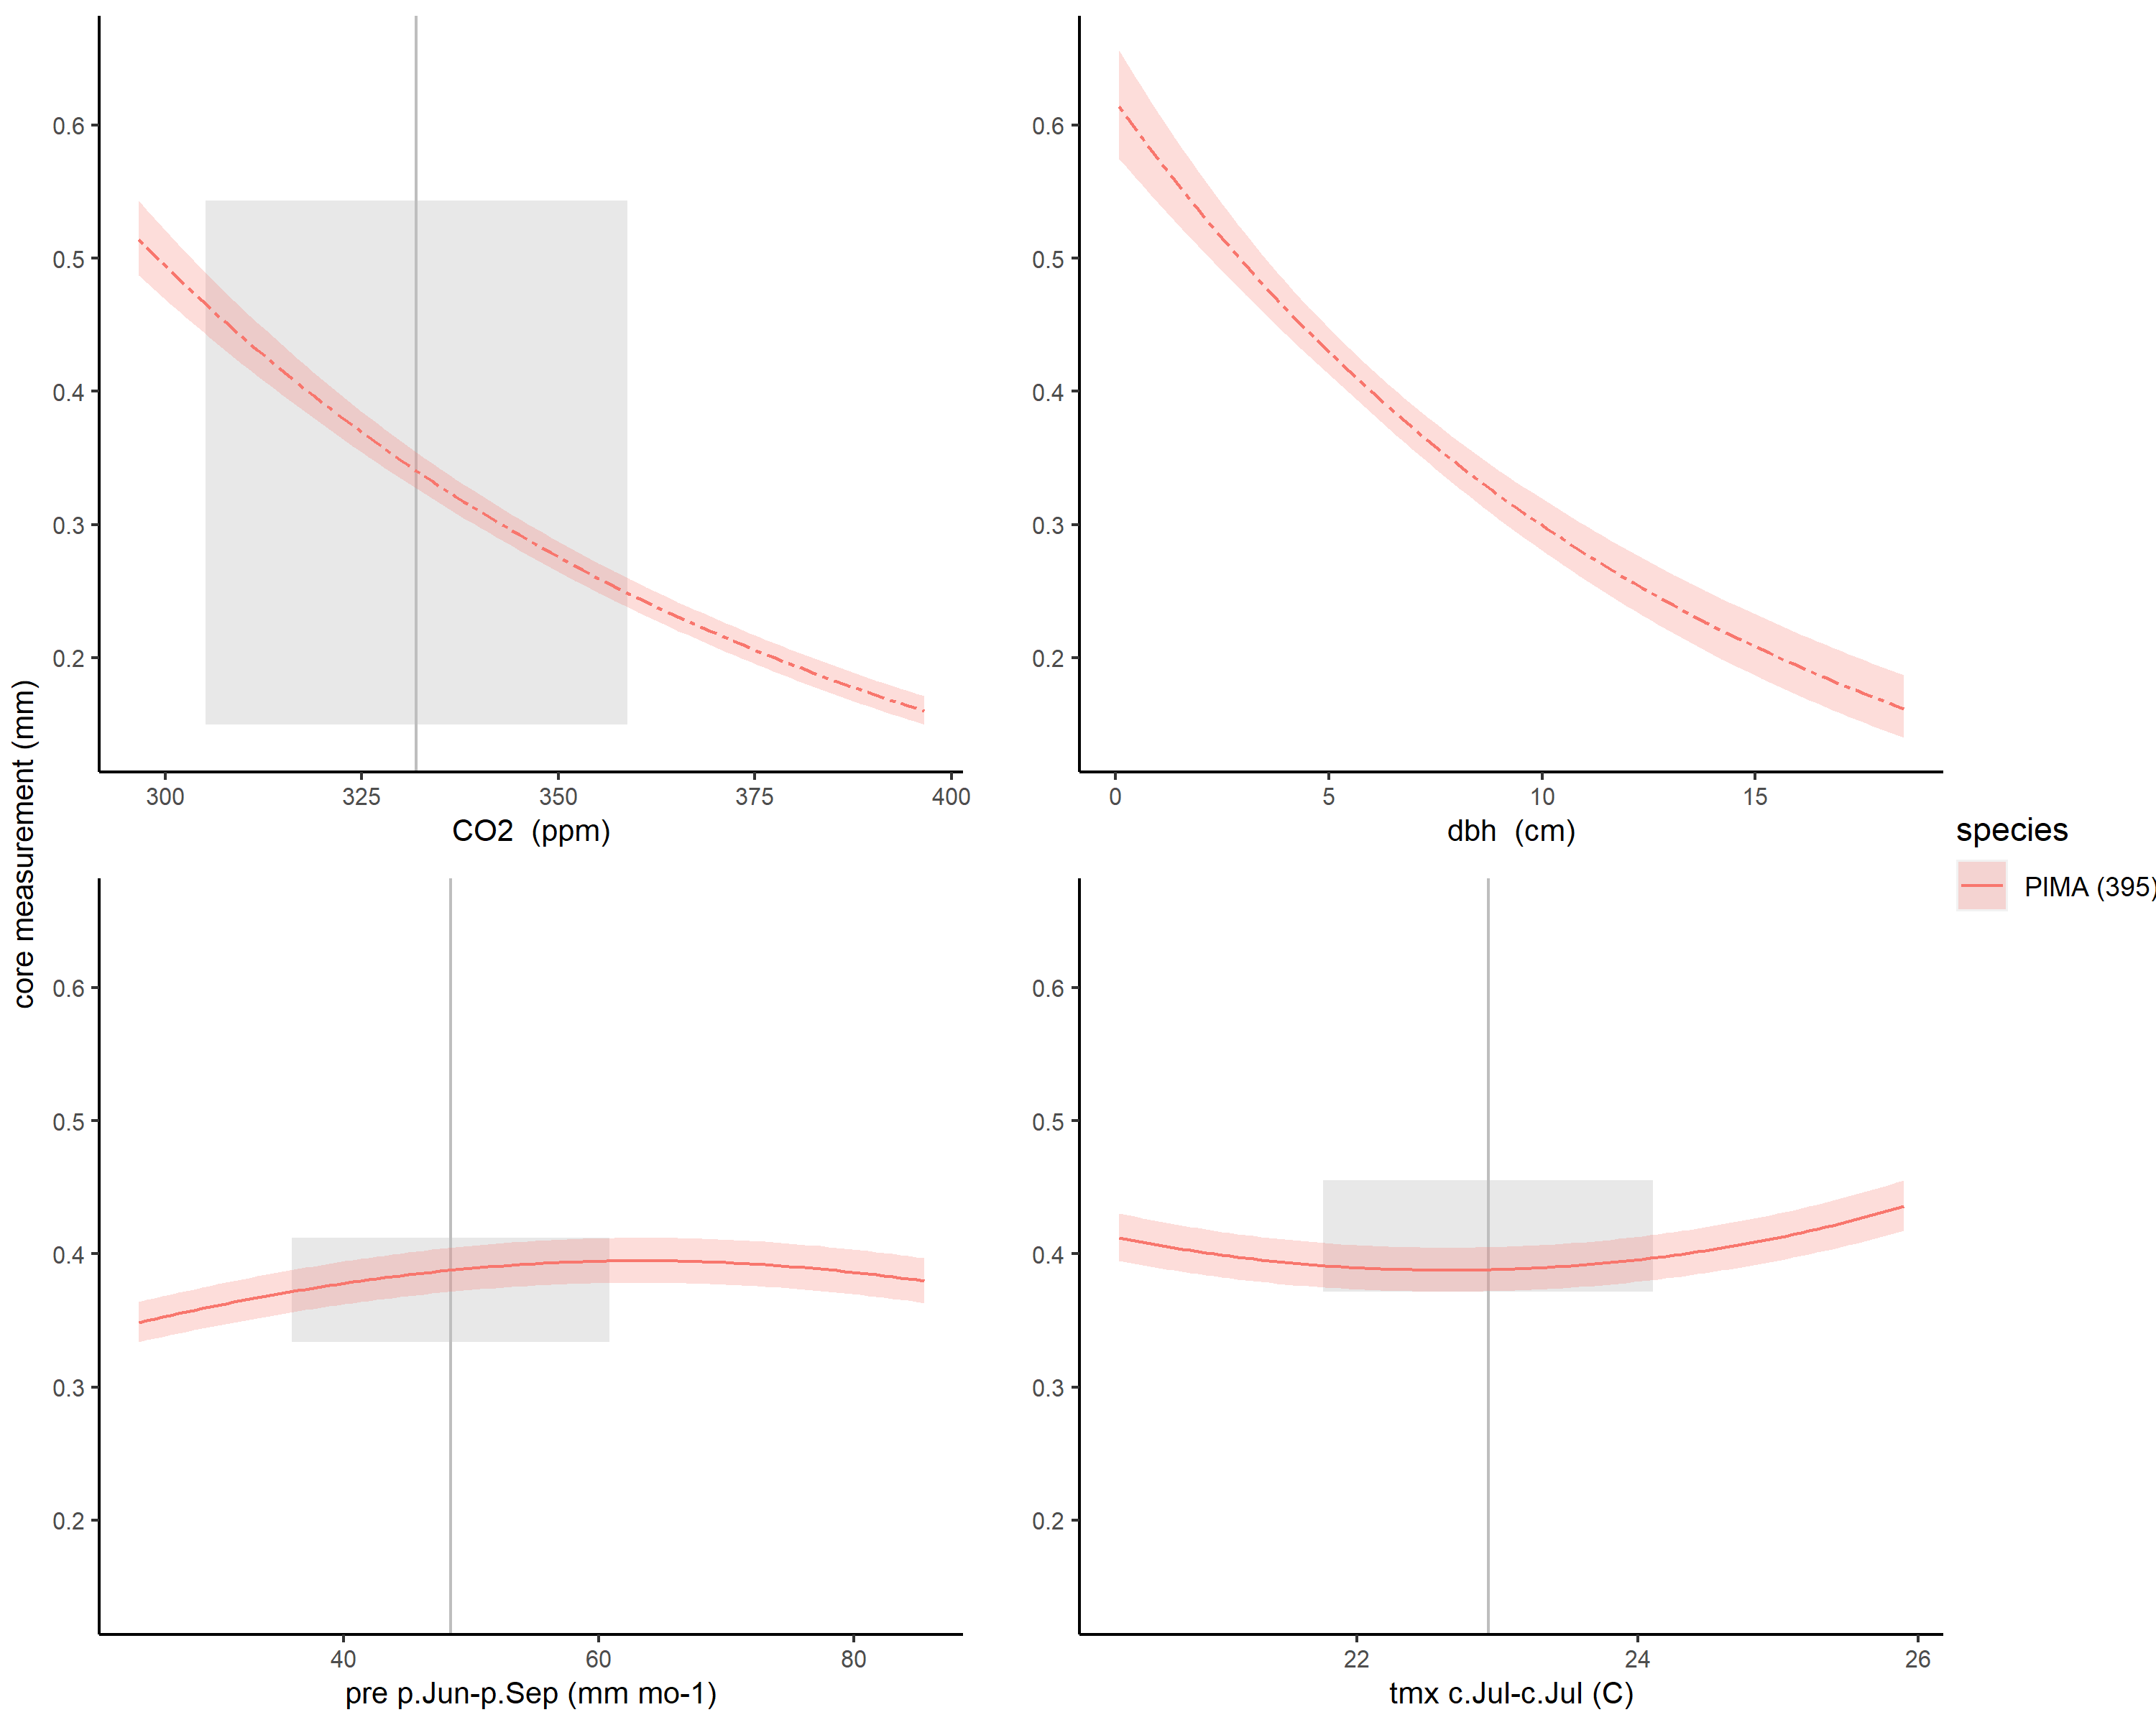 core measurement (mm)
0.6
0.5
0.4
0.3
0.2
300 325 350 375 400
CO2 (ppm)
0.6
0.5
0.4
0.3
0.2
0 5 10 15
dbh (cm)
0.6
0.5
0.4
0.3
0.2
40 60 80
pre p.Jun-p.Sep (mm mo-1)
0.6
0.5
0.4
0.3
0.2
22 24 26
tmx c.Jul-c.Jul (C)
species
PIMA (395)